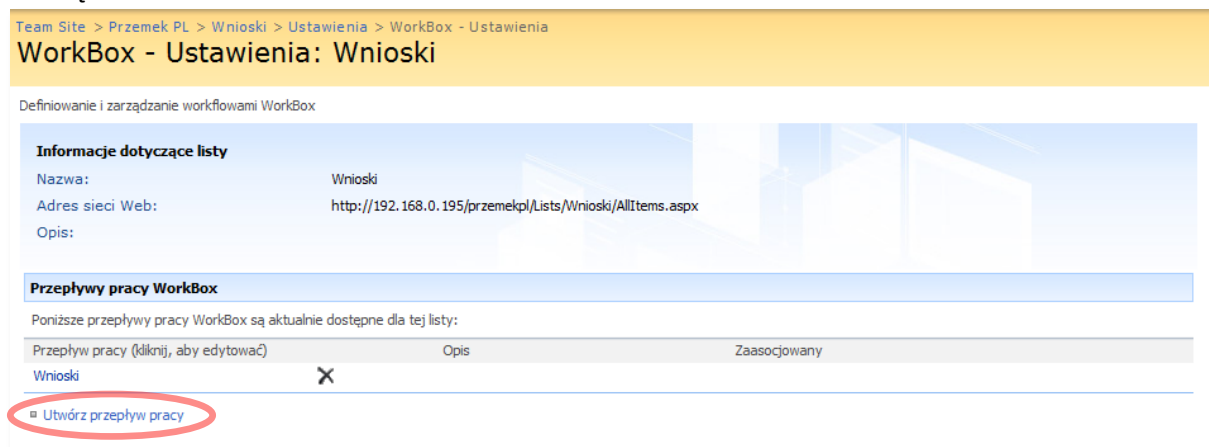 Team Site > Przemek PL > Wnioski > Ustawienia > WorkBox - Ustawienia
WorkBox - Ustawienia: Wnioski
Definiowanie i zarządzanie workflowami WorkBox
Informacje dotyczące listy
Nazwa: Wnioski
Adres sieci Web: http://192.168.0.195/przemekpl/Lists/Wnioski/AllItems.aspx
Opis:
Przepływy pracy WorkBox
Poniższe przepływy pracy WorkBox są aktualnie dostępne dla tej listy:
Przepływ pracy (kliknij, aby edytować) Opis Zaasocjowany
Wnioski
Utwórz przepływ pracy